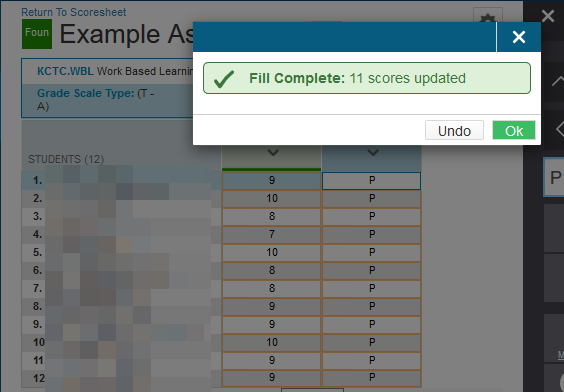 Return To Scoresheet
Foun
Example As
Fill Complete: 11 scores updated
KCTC.WBL Work Based Learnin
Grade Scale Type: (T -
A)
Undo
Ok
P
STUDENTS (12)
1. 9 P
2. 10 P
3. 8 P
4. 7 P
5. 10 P
6. 8 P
7. 8 P
8. 9 P
9. 9 P
10 10 P
11 9 P
12 9 P
M